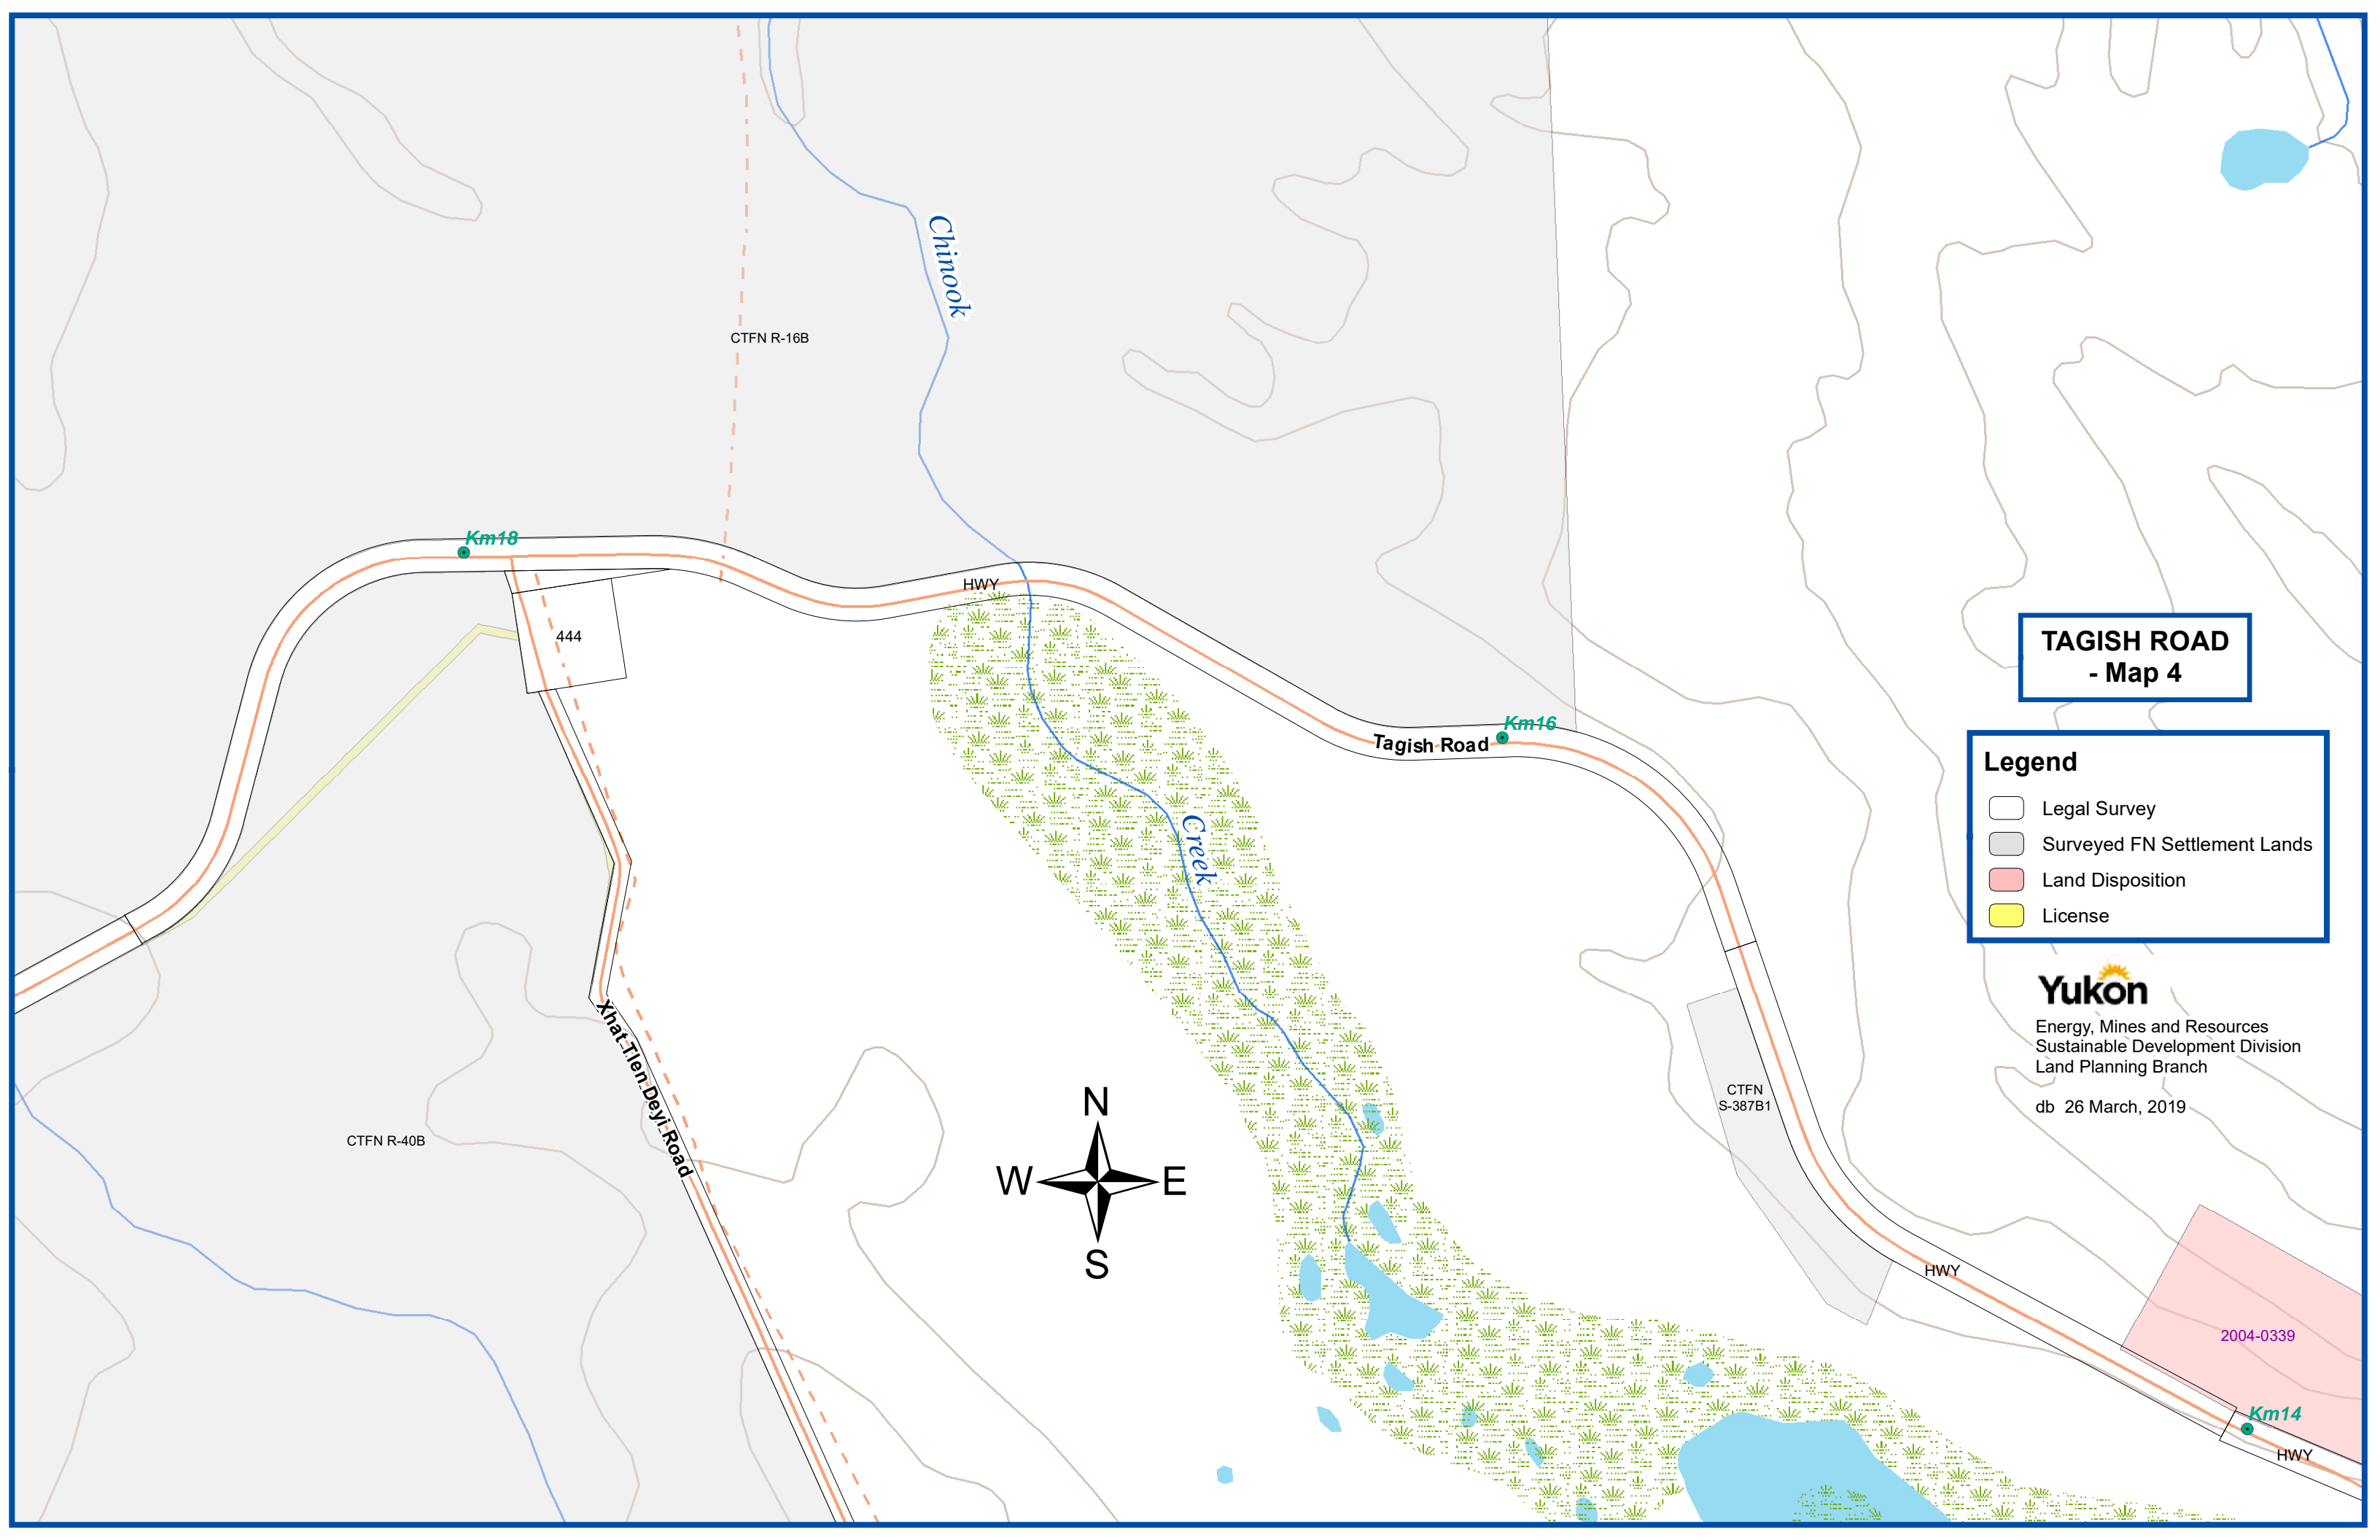 Chinook
CTFN R-16B
Km18
HWY
444
Km16
Tagish Road
TAGISH ROAD
- Map 4
Legend
Legal Survey
Surveyed FN Settlement Lands
Land Disposition
License
Creek
Yukon
Energy, Mines and Resources
Sustainable Development Division
Land Planning Branch
db 26 March, 2019
Xhat Tlen Deyi Road
CTFN
S-387B1
CTFN R-40B
N
W
E
S
HWY
2004-0339
Km14
HWY